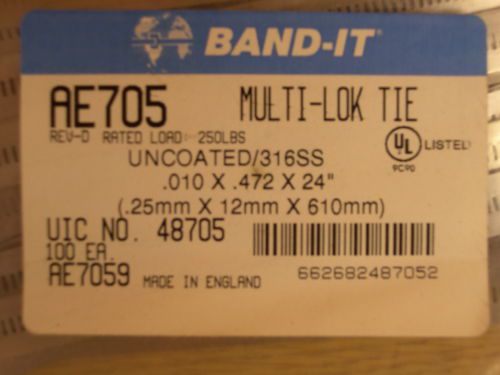 BAND-IT®
AE705 MULTI-LOK TIE
REV-D RATED LOAD: 250LBS
UL LISTED
9C90
UNCOATED/316SS
.010 X .472 X 24"
(.25mm X 12mm X 610mm)
UIC NO. 48705
100 EA.
AE7059 MADE IN ENGLAND
662682487052